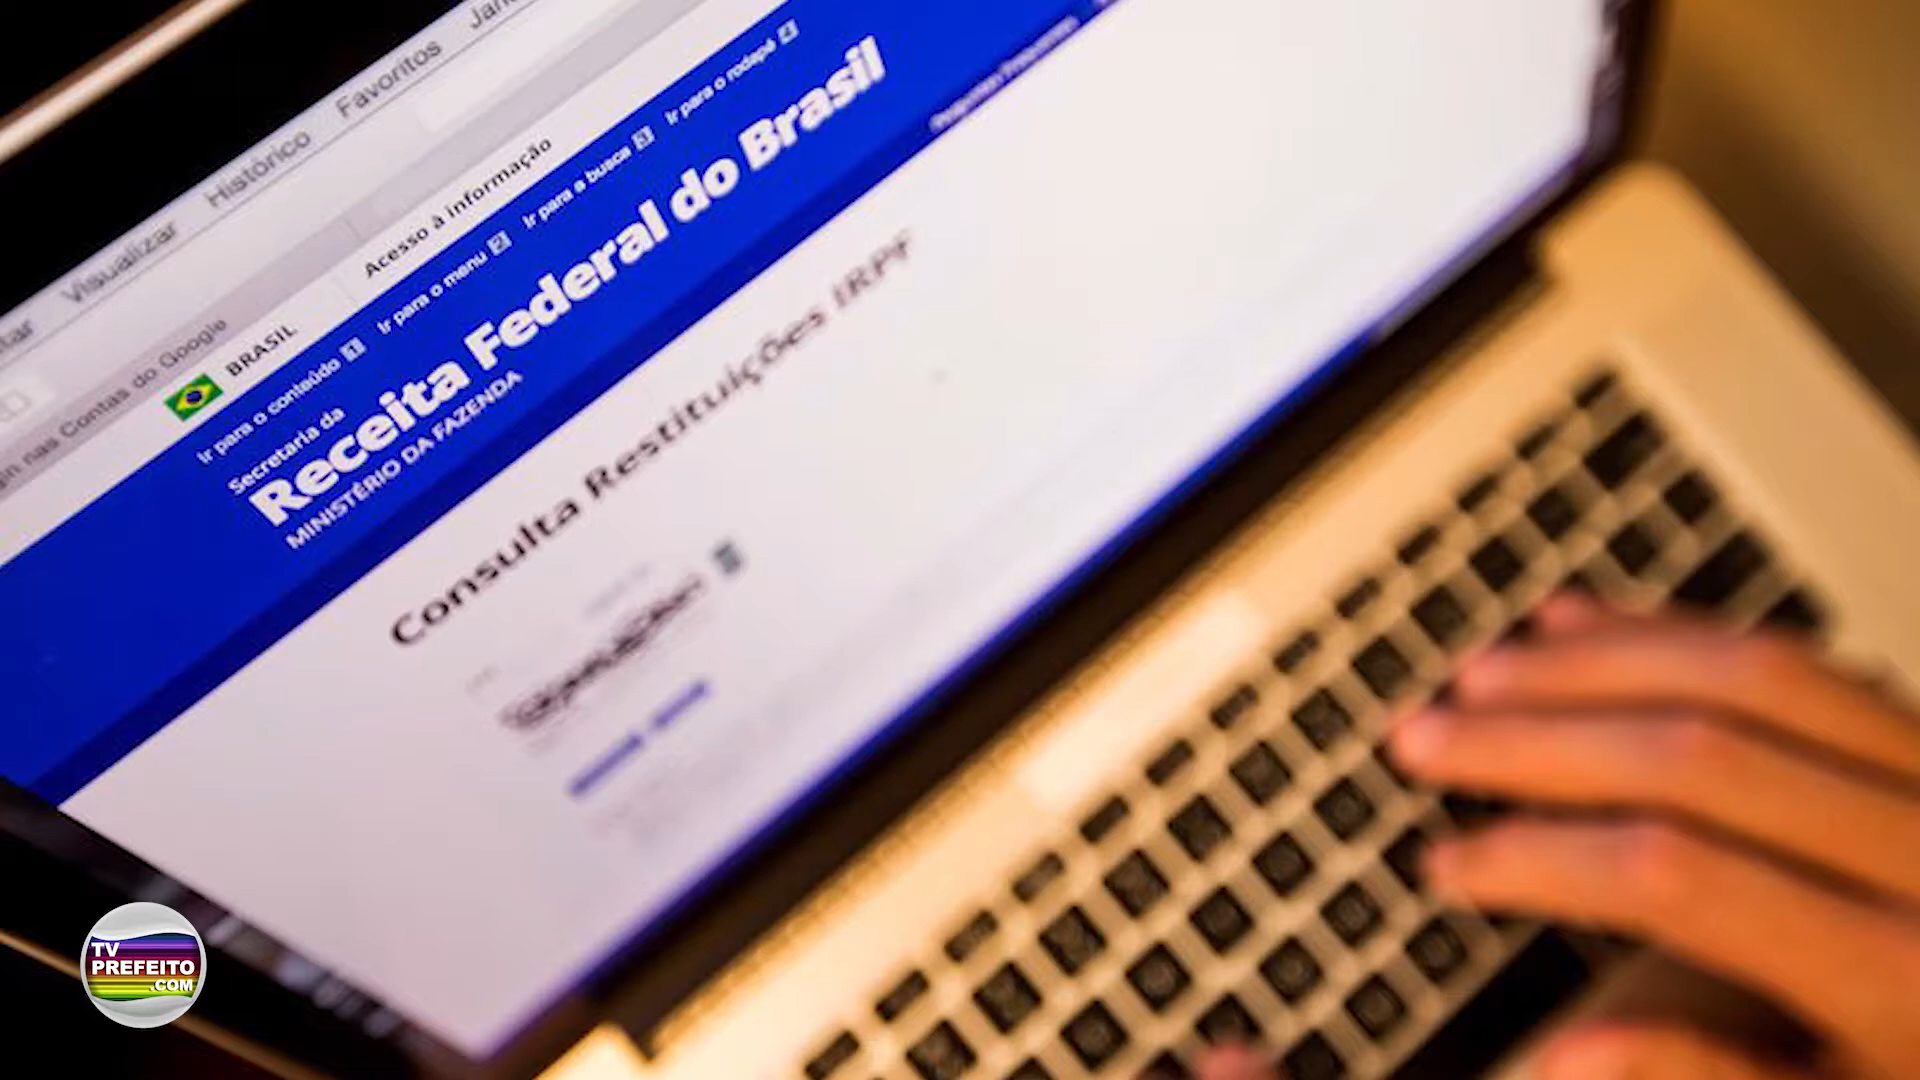 Visualizar Histórico Favoritos
BRASIL
Acesso à informação
Ir para o conteúdo 1 Ir para o menu 2 Ir para a busca 3 Ir para o rodapé 4
Secretaria da
Receita Federal do Brasil
MINISTÉRIO DA FAZENDA
Consulta Restituições IRPF
nas Contas do Google
TV
PREFEITO
.COM